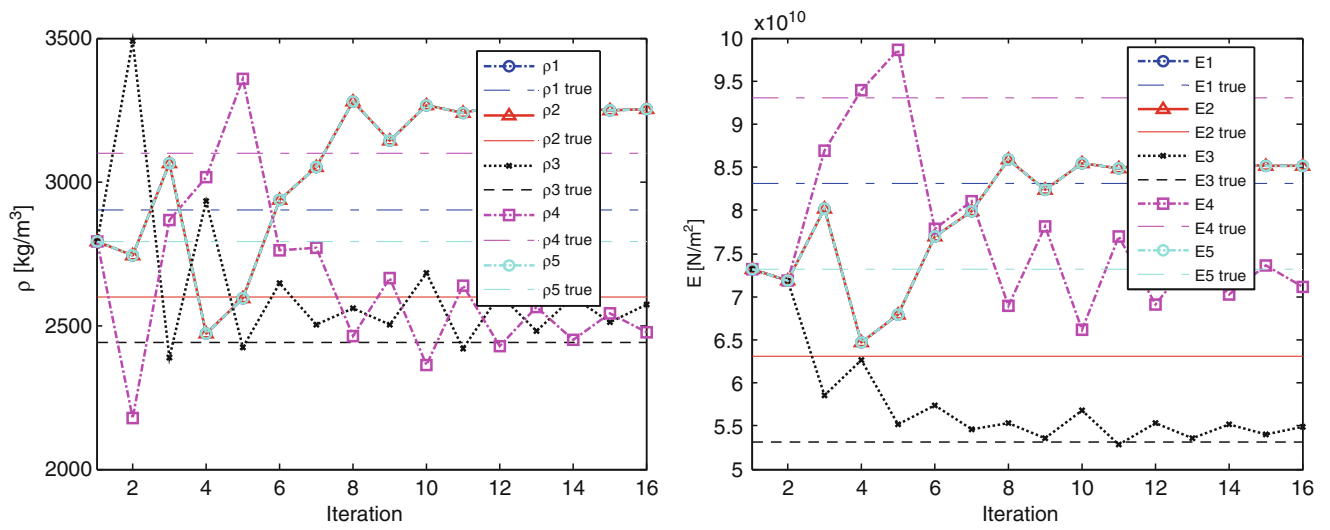 3500
3000
2500
2000
ρ [kg/m³]
2 4 6 8 10 12 14 16
Iteration
ρ1
ρ1 true
ρ2
ρ2 true
ρ3
ρ3 true
ρ4
ρ4 true
ρ5
ρ5 true
x10¹⁰
10
9.5
9
8.5
8
7.5
7
6.5
6
5.5
5
E [N/m²]
2 4 6 8 10 12 14 16
Iteration
E1
E1 true
E2
E2 true
E3
E3 true
E4
E4 true
E5
E5 true